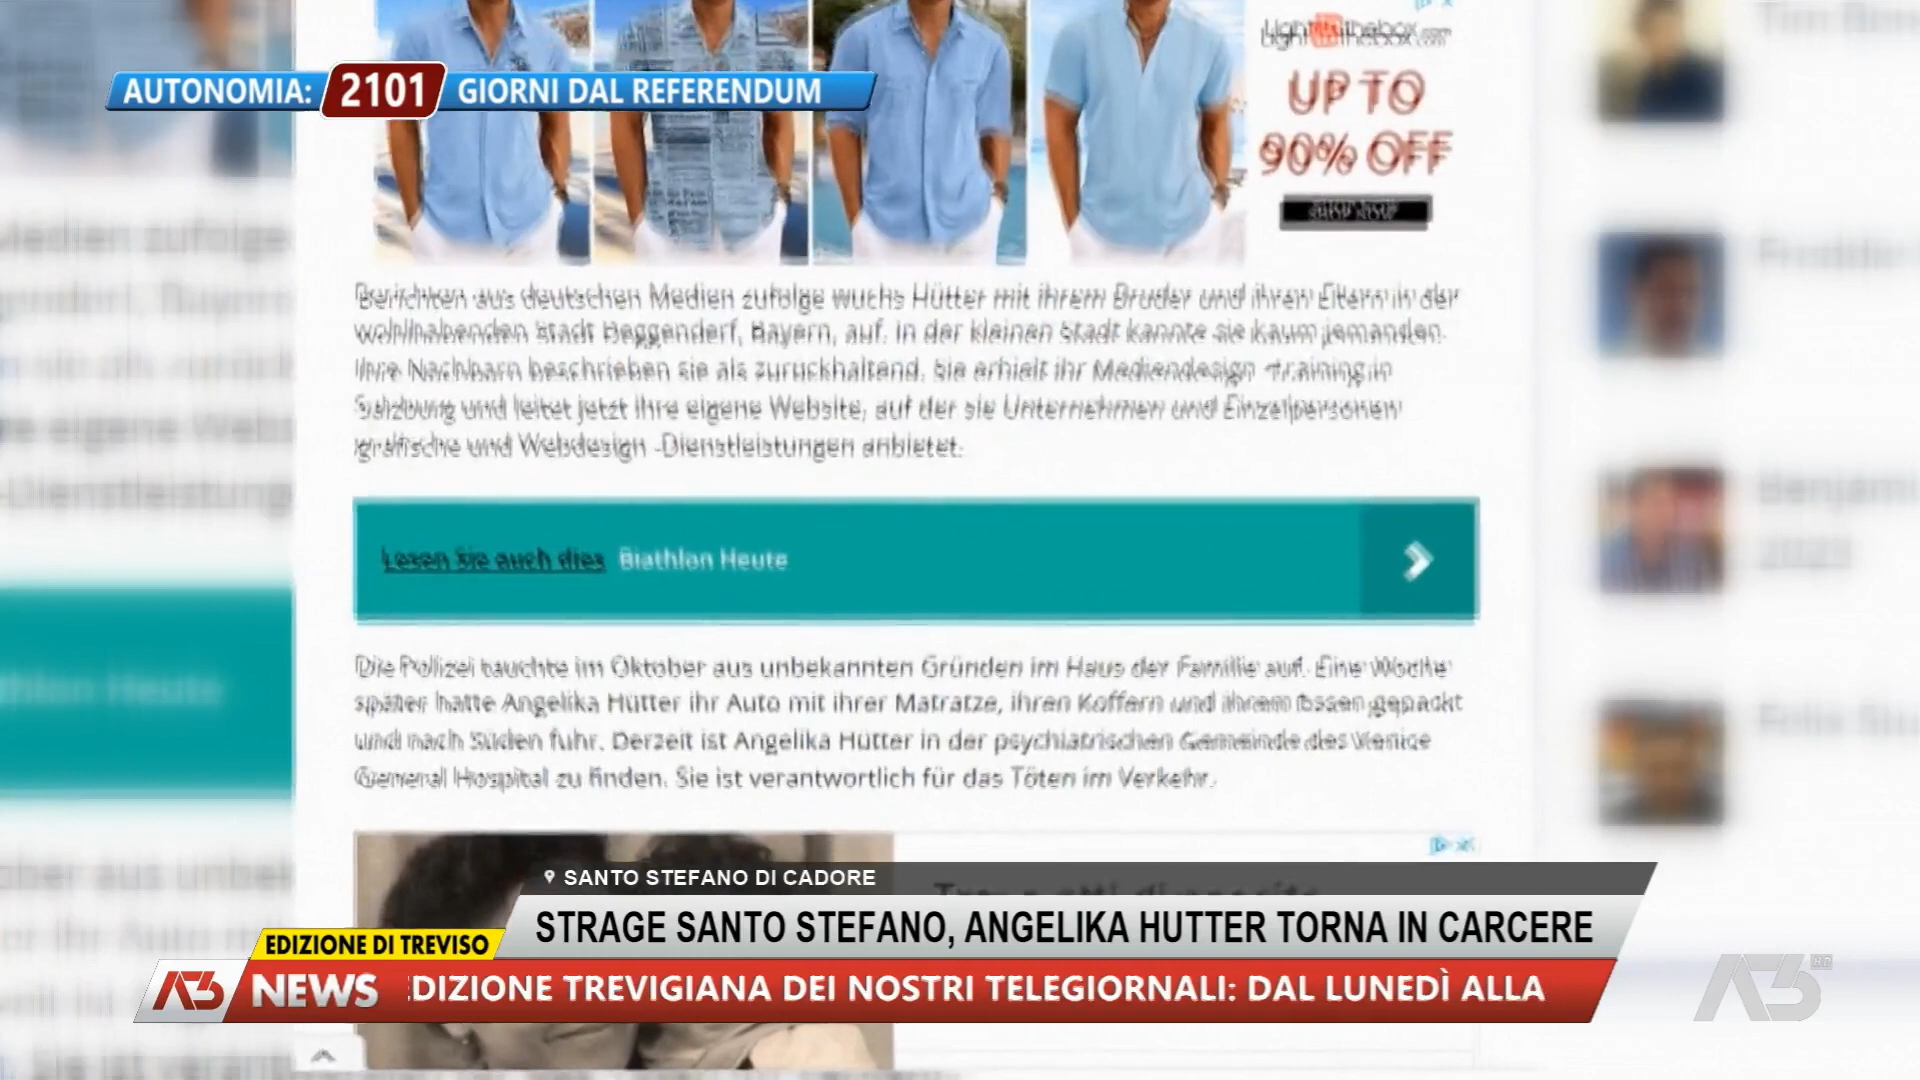 Lightinthebox.com
AUTONOMIA: 2101 GIORNI DAL REFERENDUM
UP TO
90% OFF
Berichten aus deutschen Medien zufolge wuchs Hütter mit ihrem Bruder und ihren Eltern in der
wohlhabenden Stadt Deggendorf, Bayern, auf. In der kleinen Stadt kannte sie kaum jemanden.
Ihre Nachbarn beschrieben sie als zurückhaltend. Sie erhielt ihr Mediendesign -Training in
Salzburg und leitet jetzt ihre eigene Website, auf der sie Unternehmen und Einzelpersonen
grafische und Webdesign -Dienstleistungen anbietet.
Lesen Sie auch dies Biathlon Heute
Die Polizei tauchte im Oktober aus unbekannten Gründen im Haus der Familie auf. Eine Woche
später hatte Angelika Hütter ihr Auto mit ihrer Matratze, ihren Koffern und ihrem Essen gepackt
und nach Süden fuhr. Derzeit ist Angelika Hütter in der psychiatrischen Gemeinde des Venice
General Hospital zu finden. Sie ist verantwortlich für das Töten im Verkehr.
SANTO STEFANO DI CADORE
STRAGE SANTO STEFANO, ANGELIKA HUTTER TORNA IN CARCERE
EDIZIONE DI TREVISO
A3 NEWS EDIZIONE TREVIGIANA DEI NOSTRI TELEGIORNALI: DAL LUNEDÌ ALLA
A3 HD